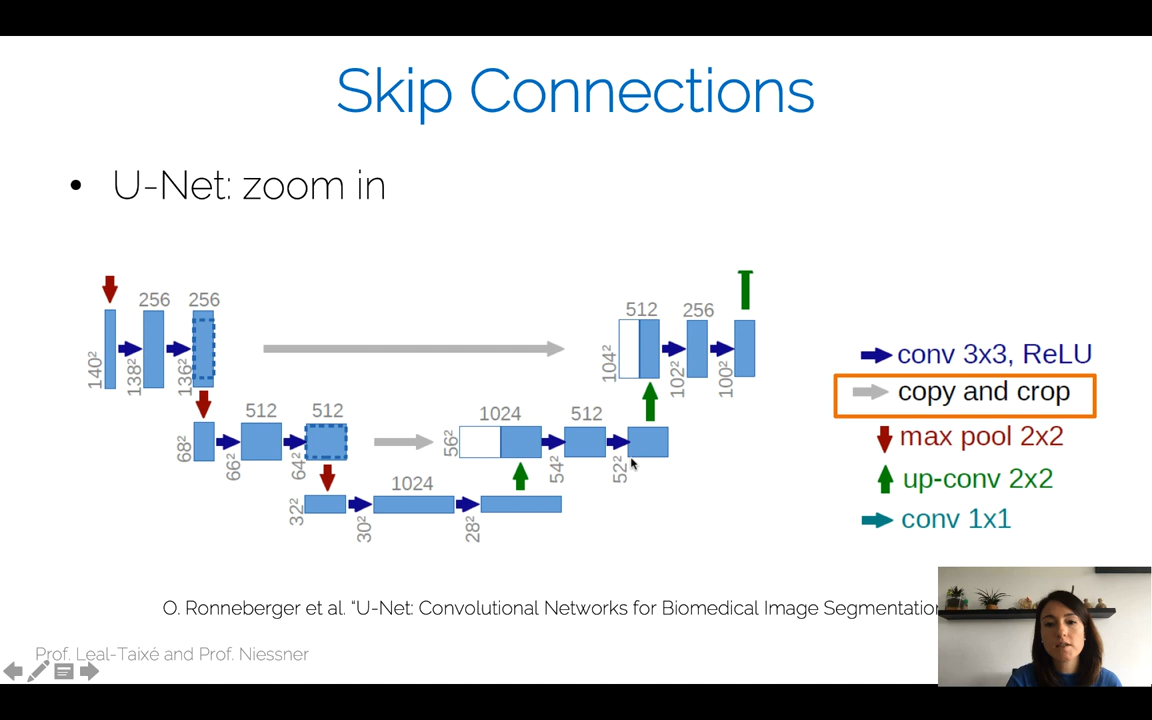 Skip Connections
• U-Net: zoom in
256 256
140²
138²
136²
512 512
68²
66²
64²
1024
32²
30²
28²
1024 512
56²
54²
52²
512 256
104²
102²
100²
conv 3x3, ReLU
copy and crop
max pool 2x2
up-conv 2x2
conv 1x1
O. Ronneberger et al. “U-Net: Convolutional Networks for Biomedical Image Segmentation
Prof. Leal-Taixé and Prof. Niessner